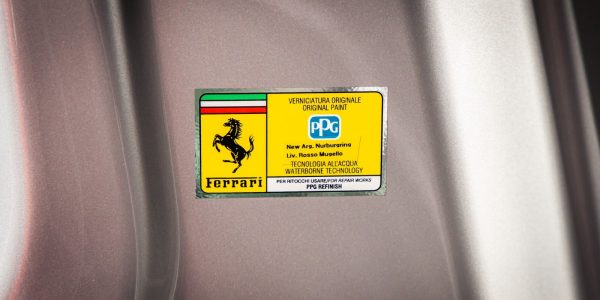 VERNICIATURA ORIGINALE
ORIGINAL PAINT
PPG
New Arg. Nurburgring
Liv. Rosso Mugello
TECNOLOGIA ALL'ACQUA
WATERBORNE TECHNOLOGY
Ferrari
PER RITOCCHI USARE/FOR REPAIR WORKS
PPG REFINISH